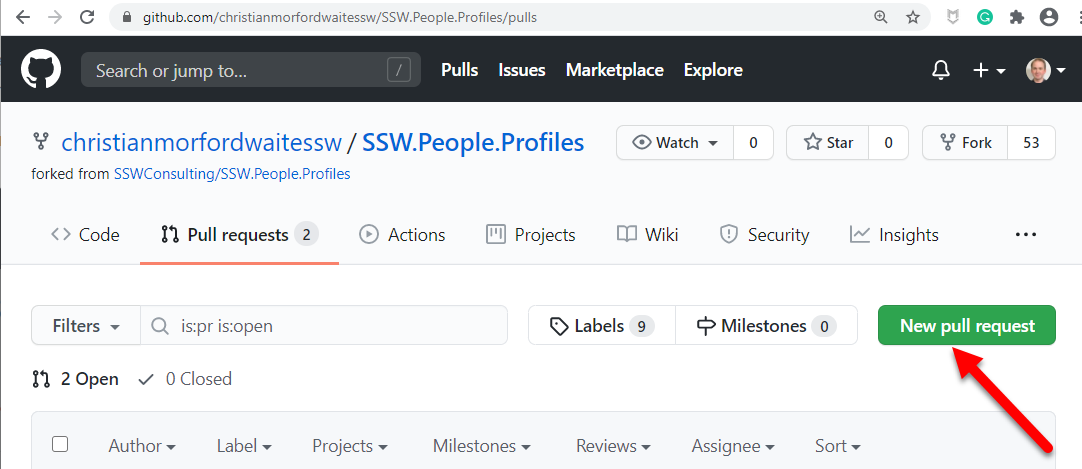 github.com/christianmorfordwaitessw/SSW.People.Profiles/pulls
Search or jump to... / Pulls Issues Marketplace Explore
christianmorfordwaitessw / SSW.People.Profiles Watch 0 Star 0 Fork 53
forked from SSWConsulting/SSW.People.Profiles
Code Pull requests 2 Actions Projects Wiki Security Insights ...
Filters is:pr is:open Labels 9 Milestones 0 New pull request
2 Open 0 Closed
Author Label Projects Milestones Reviews Assignee Sort